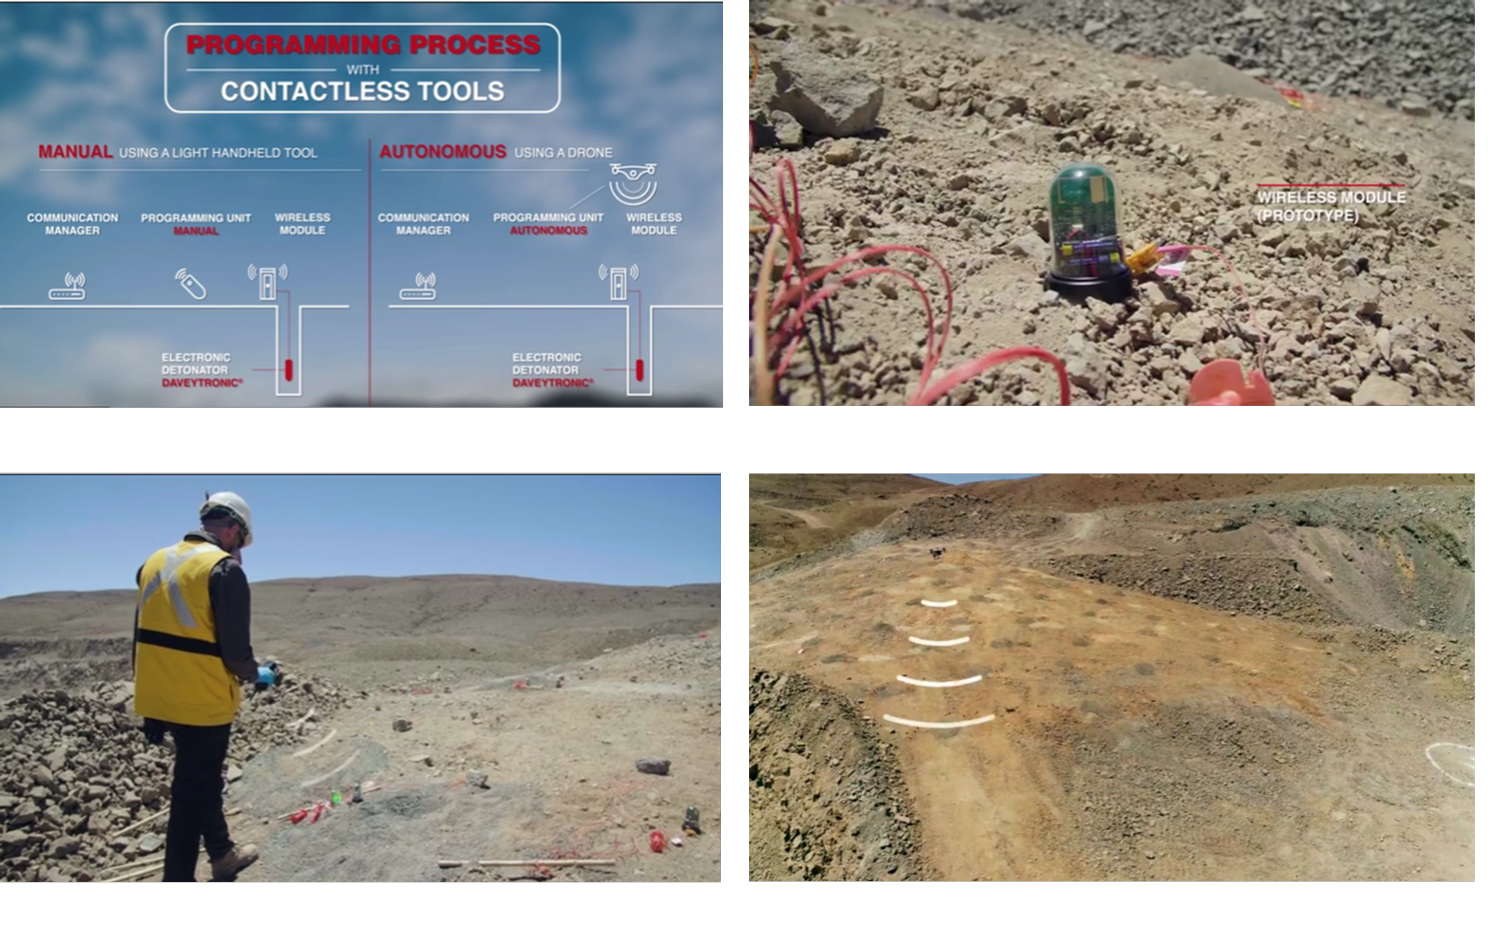 PROGRAMMING PROCESS
WITH
CONTACTLESS TOOLS
MANUAL USING A LIGHT HANDHELD TOOL
COMMUNICATION
MANAGER
PROGRAMMING UNIT
MANUAL
WIRELESS
MODULE
ELECTRONIC
DETONATOR
DAVEYTRONIC®
AUTONOMOUS USING A DRONE
COMMUNICATION
MANAGER
PROGRAMMING UNIT
AUTONOMOUS
WIRELESS
MODULE
ELECTRONIC
DETONATOR
DAVEYTRONIC®
WIRELESS MODULE
(PROTOTYPE)